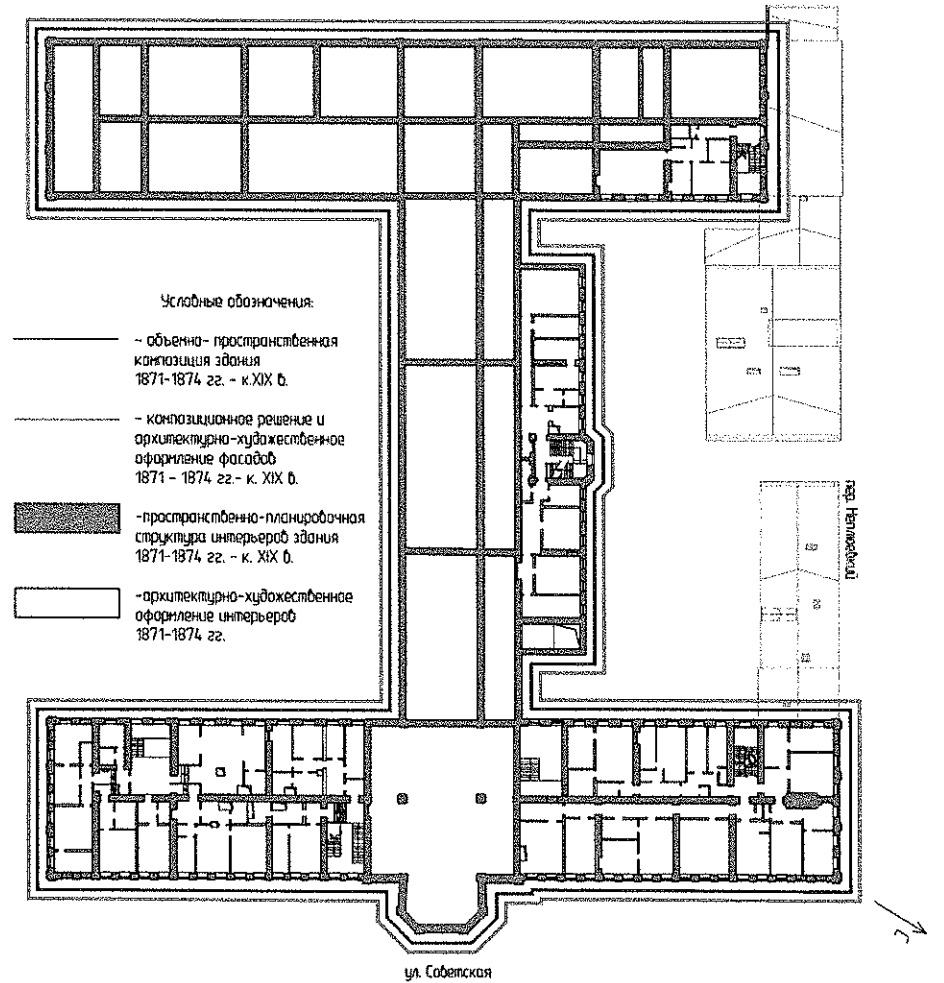 Условные обозначения:
- объемно- пространственная
композиция здания
1871-1874 гг. - к.XIX в.
- композиционное решение и
архитектурно-художественное
оформление фасадов
1871 - 1874 гг.- к. XIX в.
-пространственно-планировочная
структура интерьеров здания
1871-1874 гг. - к. XIX в.
-архитектурно-художественное
оформление интерьеров
1871-1874 гг.
пер. Неплюевский
З
ул. Советская